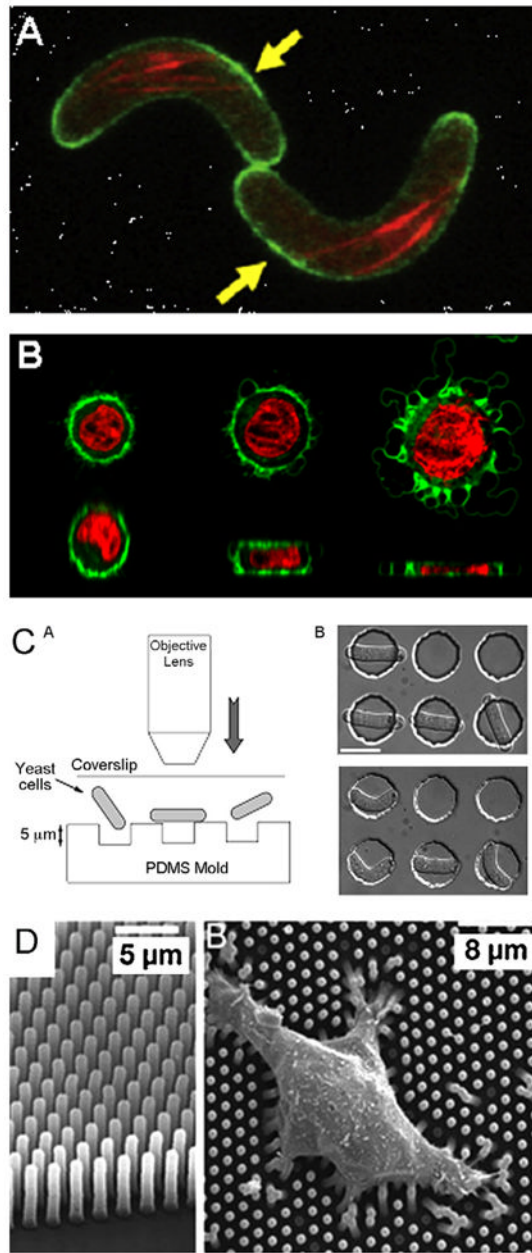 A
B
C
A
Objective
Lens
Coverslip
Yeast
cells
5 µm
PDMS Mold
B
D
5 µm
B
8 µm